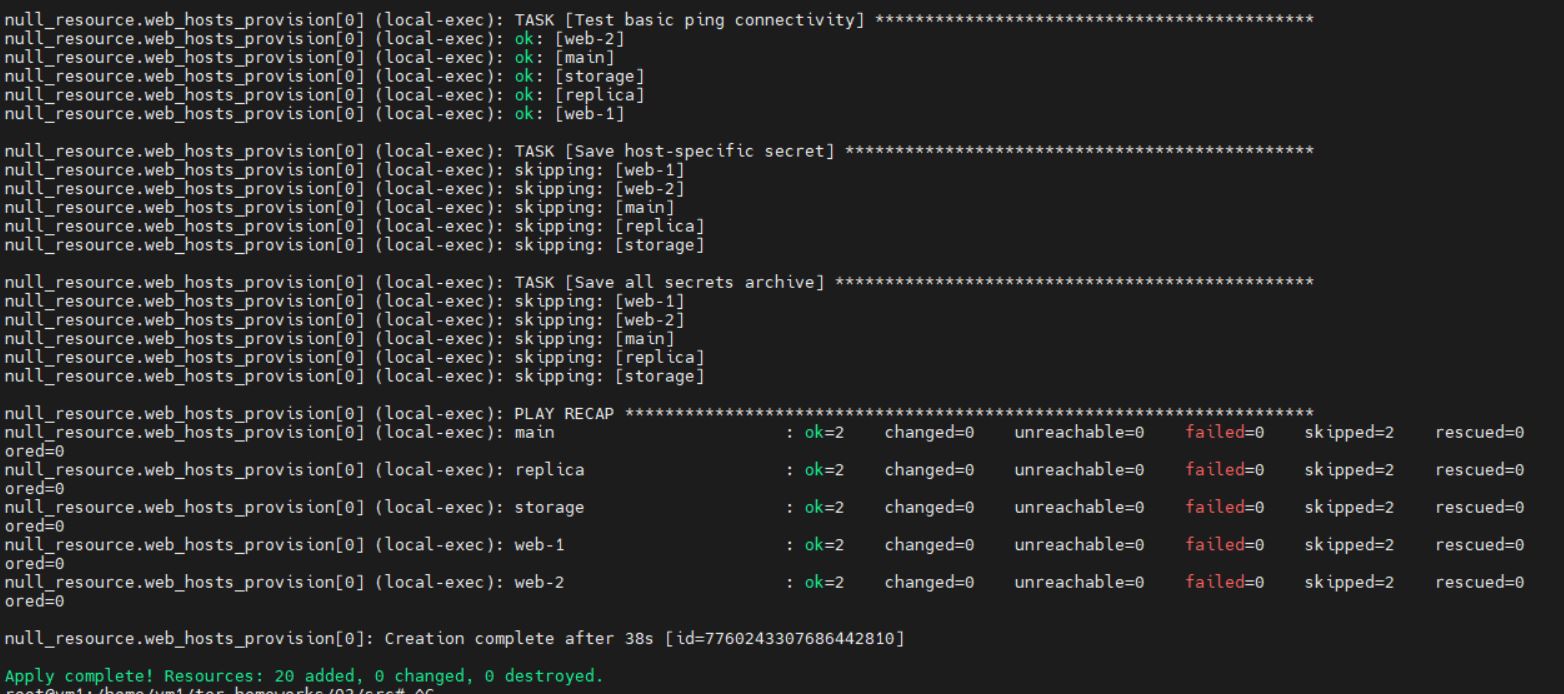 null_resource.web_hosts_provision[0] (local-exec): TASK [Test basic ping connectivity] ********************************************
null_resource.web_hosts_provision[0] (local-exec): ok: [web-2]
null_resource.web_hosts_provision[0] (local-exec): ok: [main]
null_resource.web_hosts_provision[0] (local-exec): ok: [storage]
null_resource.web_hosts_provision[0] (local-exec): ok: [replica]
null_resource.web_hosts_provision[0] (local-exec): ok: [web-1]
null_resource.web_hosts_provision[0] (local-exec): TASK [Save host-specific secret] ***********************************************
null_resource.web_hosts_provision[0] (local-exec): skipping: [web-1]
null_resource.web_hosts_provision[0] (local-exec): skipping: [web-2]
null_resource.web_hosts_provision[0] (local-exec): skipping: [main]
null_resource.web_hosts_provision[0] (local-exec): skipping: [replica]
null_resource.web_hosts_provision[0] (local-exec): skipping: [storage]
null_resource.web_hosts_provision[0] (local-exec): TASK [Save all secrets archive] ************************************************
null_resource.web_hosts_provision[0] (local-exec): skipping: [web-1]
null_resource.web_hosts_provision[0] (local-exec): skipping: [web-2]
null_resource.web_hosts_provision[0] (local-exec): skipping: [main]
null_resource.web_hosts_provision[0] (local-exec): skipping: [replica]
null_resource.web_hosts_provision[0] (local-exec): skipping: [storage]
null_resource.web_hosts_provision[0] (local-exec): PLAY RECAP *********************************************************************
null_resource.web_hosts_provision[0] (local-exec): main                       : ok=2    changed=0    unreachable=0    failed=0    skipped=2    rescued=0
ored=0
null_resource.web_hosts_provision[0] (local-exec): replica                    : ok=2    changed=0    unreachable=0    failed=0    skipped=2    rescued=0
ored=0
null_resource.web_hosts_provision[0] (local-exec): storage                    : ok=2    changed=0    unreachable=0    failed=0    skipped=2    rescued=0
ored=0
null_resource.web_hosts_provision[0] (local-exec): web-1                      : ok=2    changed=0    unreachable=0    failed=0    skipped=2    rescued=0
ored=0
null_resource.web_hosts_provision[0] (local-exec): web-2                      : ok=2    changed=0    unreachable=0    failed=0    skipped=2    rescued=0
ored=0
null_resource.web_hosts_provision[0]: Creation complete after 38s [id=7760243307686442810]
Apply complete! Resources: 20 added, 0 changed, 0 destroyed.